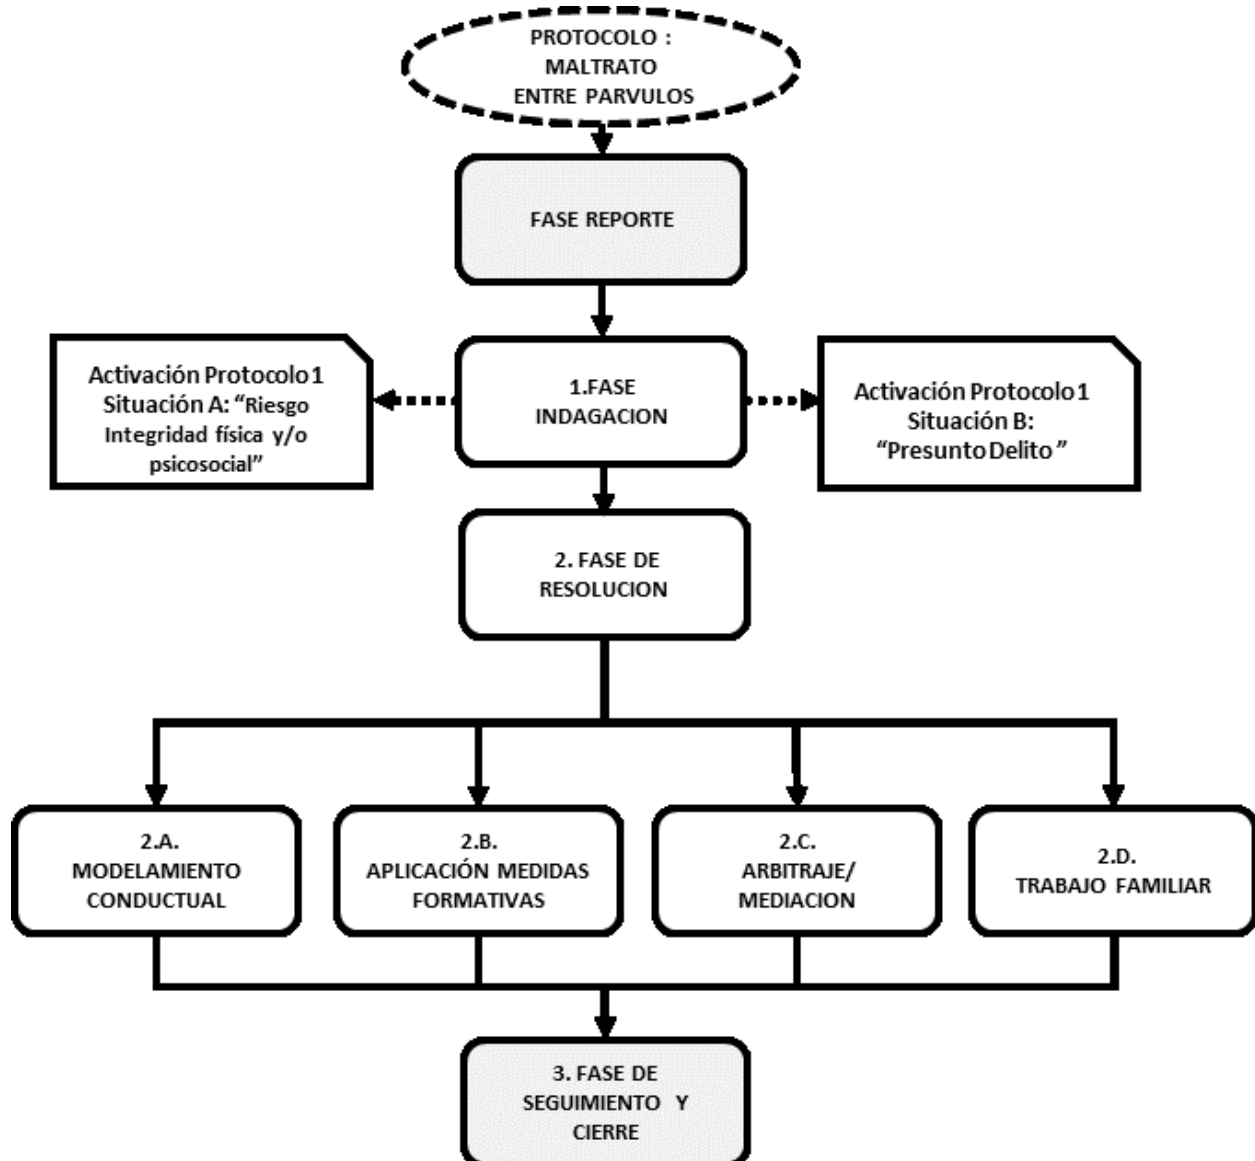 PROTOCOLO :
MALTRATO
ENTRE PARVULOS
FASE REPORTE
Activación Protocolo 1
Situación A: “Riesgo
Integridad física y/o
psicosocial”
1.FASE
INDAGACION
Activación Protocolo 1
Situación B:
“Presunto Delito ”
2. FASE DE
RESOLUCION
2.A.
MODELAMIENTO
CONDUCTUAL
2.B.
APLICACIÓN MEDIDAS
FORMATIVAS
2.C.
ARBITRAJE/
MEDIACION
2.D.
TRABAJO FAMILIAR
3. FASE DE
SEGUIMIENTO Y
CIERRE